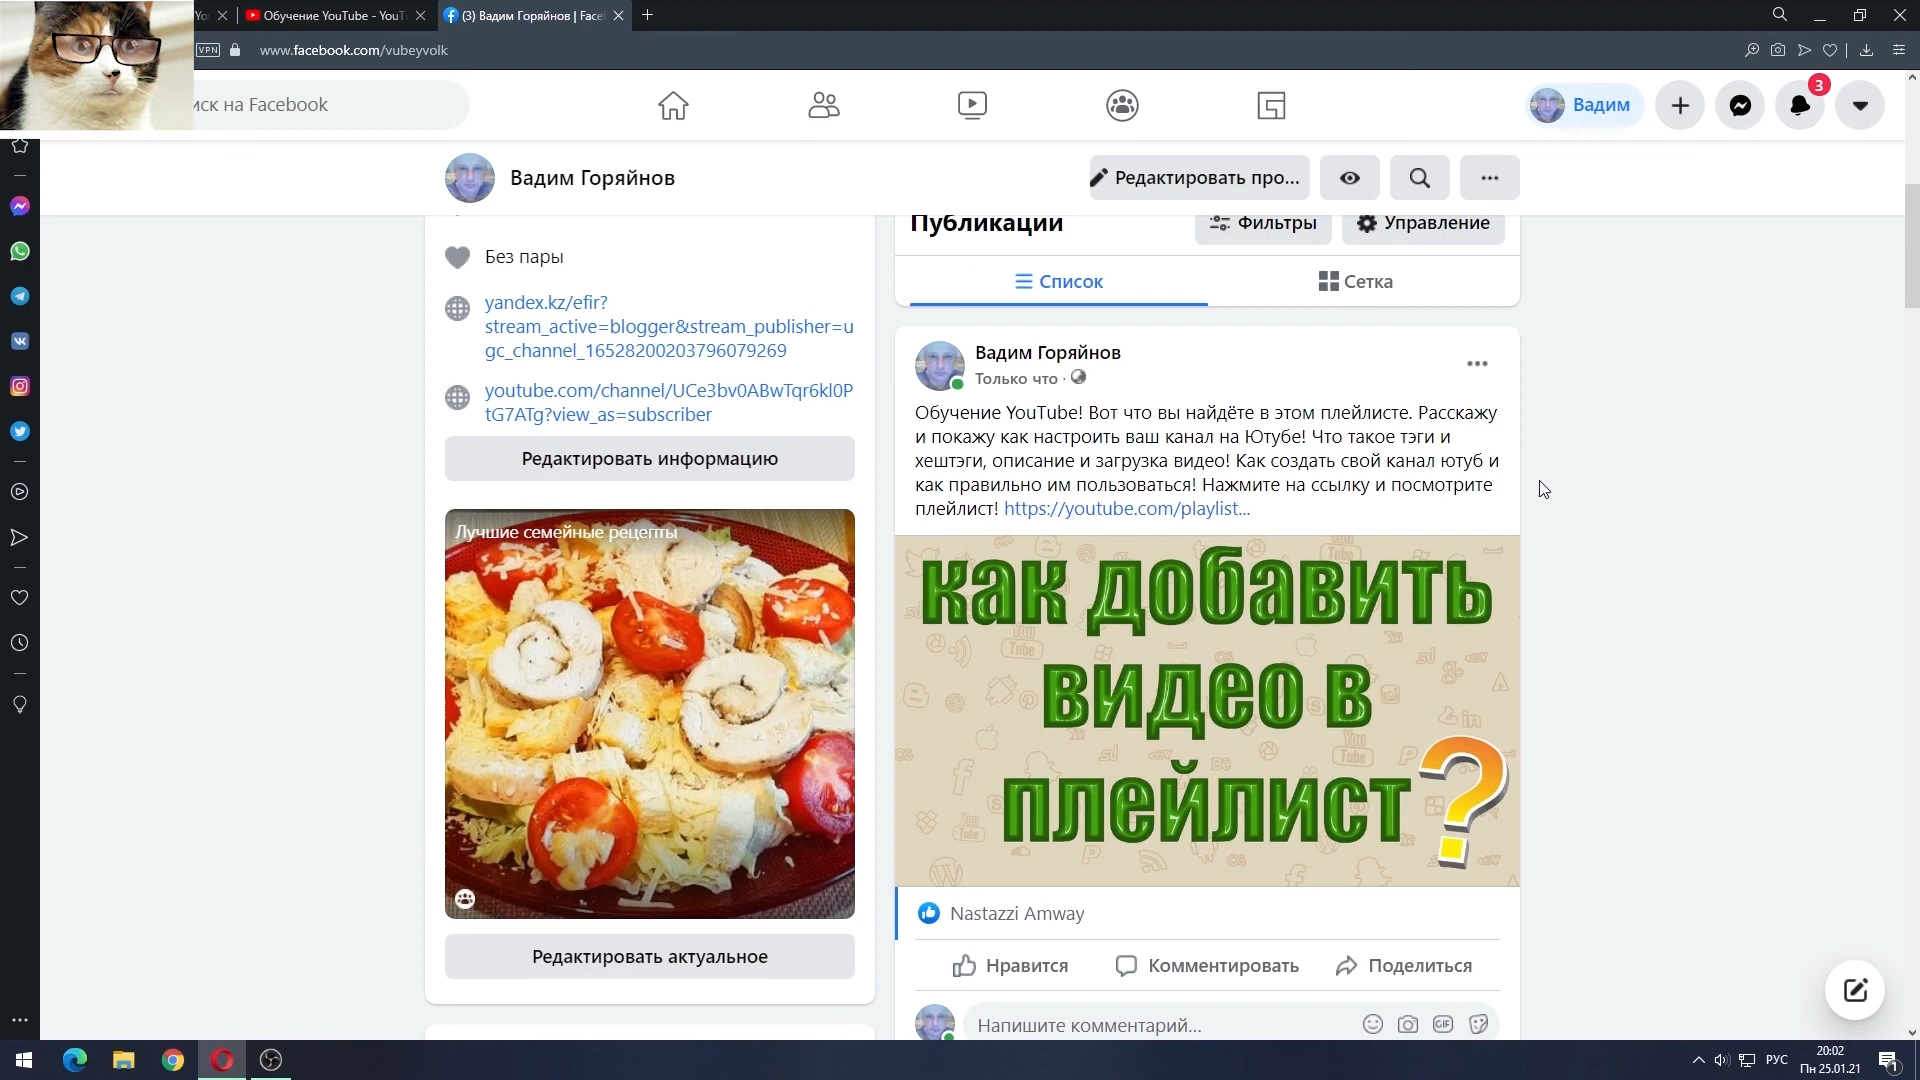 Yo
Обучение YouTube - YouT
(3) Вадим Горяйнов | Face
VPN
www.facebook.com/vubeyvolk
иск на Facebook
Вадим
3
Вадим Горяйнов
Редактировать про...
Публикации
Фильтры
Управление
Список
Сетка
Без пары
yandex.kz/efir?
stream_active=blogger&stream_publisher=u
gc_channel_16528200203796079269
youtube.com/channel/UCe3bv0ABwTqr6kl0P
tG7ATg?view_as=subscriber
Редактировать информацию
Лучшие семейные рецепты
Редактировать актуальное
Вадим Горяйнов
Только что ·
Обучение YouTube! Вот что вы найдёте в этом плейлисте. Расскажу
и покажу как настроить ваш канал на Ютубе! Что такое тэги и
хештэги, описание и загрузка видео! Как создать свой канал ютуб и
как правильно им пользоваться! Нажмите на ссылку и посмотрите
плейлист! https://youtube.com/playlist...
как добавить
видео в
плейлист?
Nastazzi Amway
Нравится
Комментировать
Поделиться
Напишите комментарий...
GIF
РУС
20:02
Пн 25.01.21
1